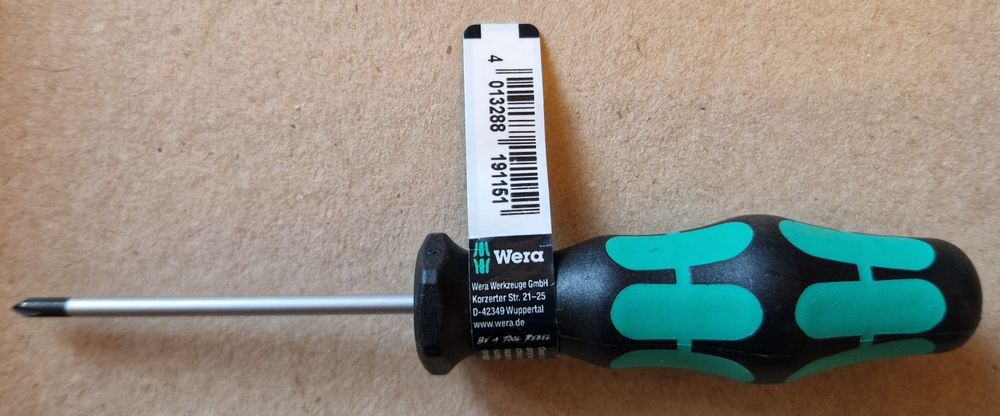 4 013288 191151
Wera
Wera Werkzeuge GmbH
Korzerter Str. 21–25
D-42349 Wuppertal
www.wera.de
BE A TOOL REBEL